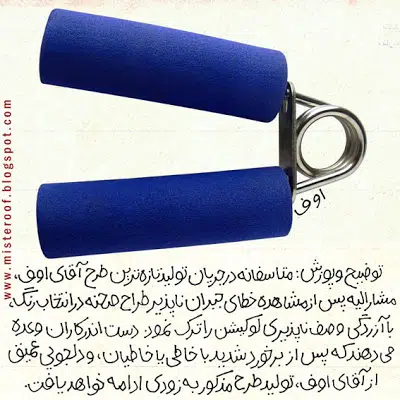 www.misteroof.blogspot.com
اوف
توضیح و پوزش: متاسفانه در جریان تولید تازه‌ترین طرح آقای اوف،
مشارالیه پس از مشاهده خطای جبران ناپذیر طراح صحنه در انتخاب رنگ،
با آزردگی وصف ناپذیری لوکیشن را ترک نمود. دست اندرکاران وعده
می دهند که پس از برخورد شدید با خاطی یا خاطیان، و دلجویی عمیق
از آقای اوف، تولید طرح مذکور به زودی ادامه خواهد یافت.